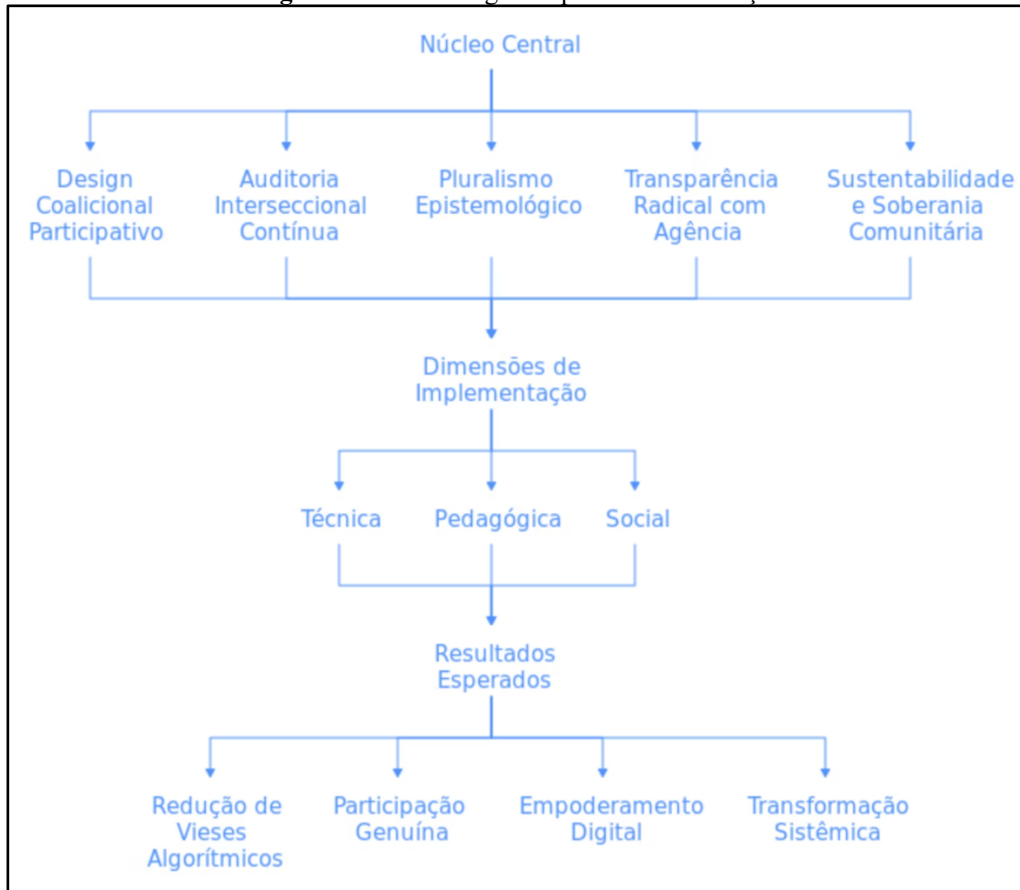 Núcleo Central
Design
Coalicional
Participativo
Auditoria
Interseccional
Contínua
Pluralismo
Epistemológico
Transparência
Radical com
Agência
Sustentabilidade
e Soberania
Comunitária
Dimensões de
Implementação
Técnica
Pedagógica
Social
Resultados
Esperados
Redução de
Vieses
Algorítmicos
Participação
Genuína
Empoderamento
Digital
Transformação
Sistêmica